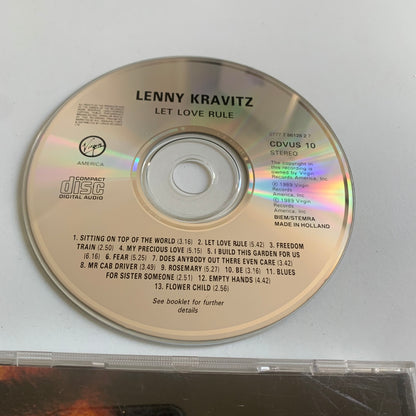 LENNY KRAVITZ
LET LOVE RULE
Virgin
AMERICA
COMPACT
disc
DIGITAL AUDIO
CDVUS 10
STEREO
The copyright in
this recording is
owned by Virgin
Records America, Inc
℗ 1989 Virgin
Records America,
Inc
© 1989 Virgin
Records
America, Inc
BIEM/STEMRA
MADE IN HOLLAND
1. SITTING ON TOP OF THE WORLD (3.16) 2. LET LOVE RULE (5.42) 3. FREEDOM
TRAIN (2.50) 4. MY PRECIOUS LOVE (5.15) 5. I BUILD THIS GARDEN FOR US
(6.16) 6. FEAR (5.25) 7. DOES ANYBODY OUT THERE EVEN CARE (3.42)
8. MR CAB DRIVER (3.49) 9. ROSEMARY (5.27) 10. BE (3.16) 11. BLUES
FOR SISTER SOMEONE (2.51) 12. EMPTY HANDS (4.42)
13. FLOWER CHILD (2.56)
See booklet for further
details